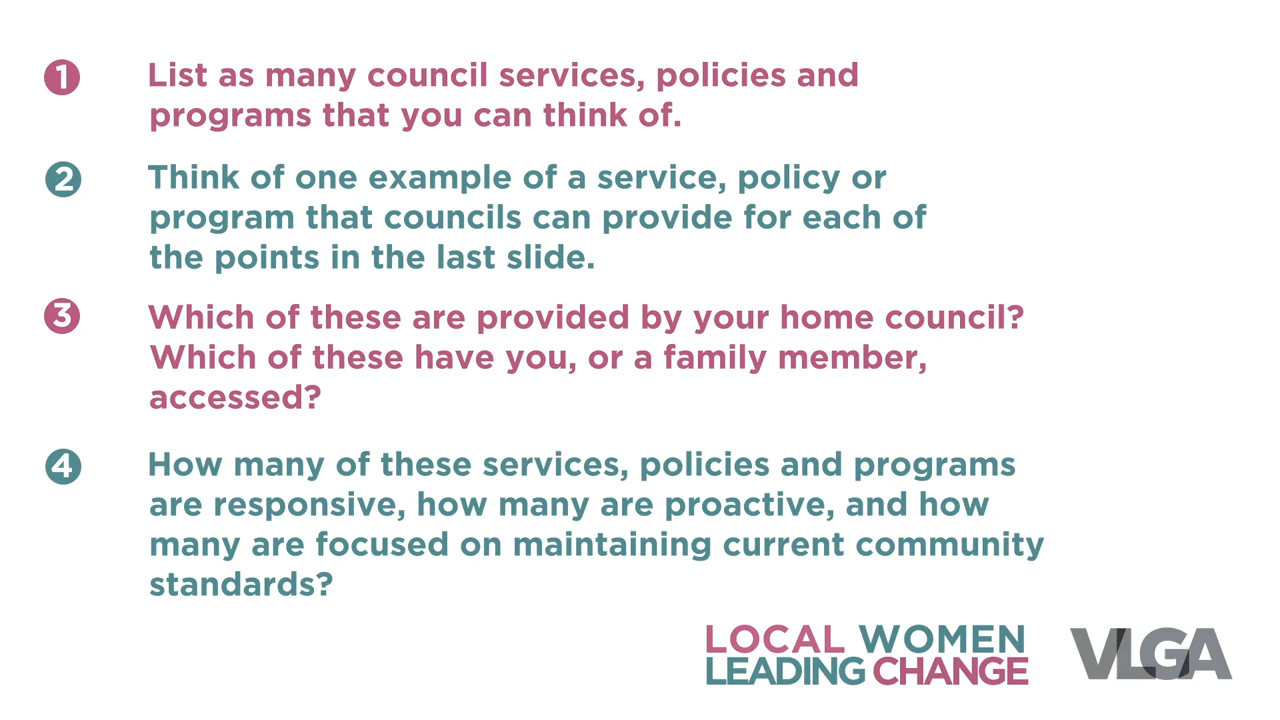 1 List as many council services, policies and
programs that you can think of.
2 Think of one example of a service, policy or
program that councils can provide for each of
the points in the last slide.
3 Which of these are provided by your home council?
Which of these have you, or a family member,
accessed?
4 How many of these services, policies and programs
are responsive, how many are proactive, and how
many are focused on maintaining current community
standards?
LOCAL WOMEN
LEADING CHANGE
VLGA